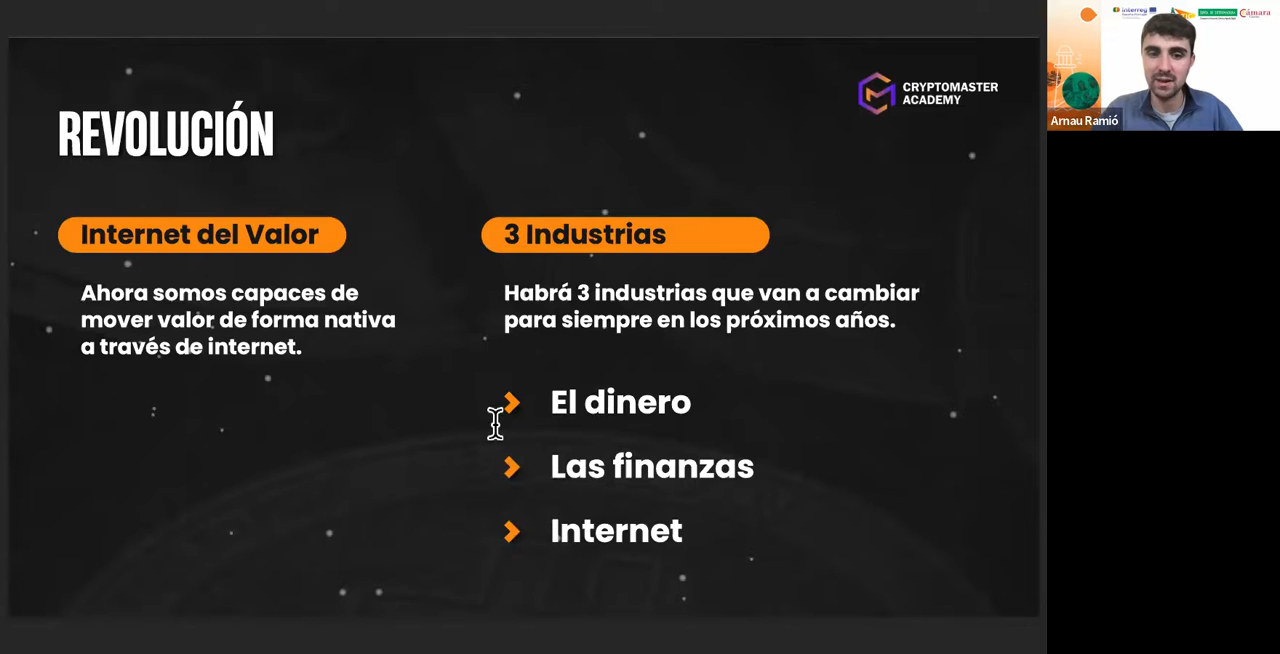 REVOLUCIÓN
CRYPTOMASTER
ACADEMY
Internet del Valor
Ahora somos capaces de
mover valor de forma nativa
a través de internet.
3 Industrias
Habrá 3 industrias que van a cambiar
para siempre en los próximos años.
El dinero
Las finanzas
Internet
interreg
Cámara
Arnau Ramió